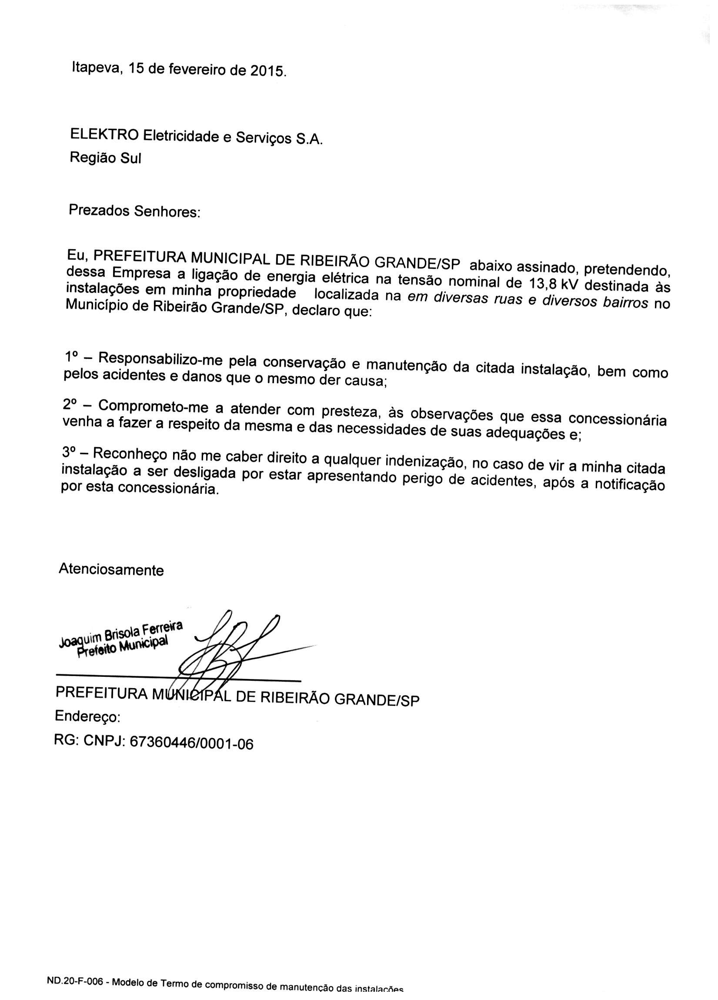 Itapeva, 15 de fevereiro de 2015.
ELEKTRO Eletricidade e Serviços S.A.
Região Sul
Prezados Senhores:
Eu, PREFEITURA MUNICIPAL DE RIBEIRÃO GRANDE/SP abaixo assinado, pretendendo,
dessa Empresa a ligação de energia elétrica na tensão nominal de 13,8 kV destinada às
instalações em minha propriedade localizada na em diversas ruas e diversos bairros no
Município de Ribeirão Grande/SP, declaro que:
1º – Responsabilizo-me pela conservação e manutenção da citada instalação, bem como
pelos acidentes e danos que o mesmo der causa;
2º – Comprometo-me a atender com presteza, às observações que essa concessionária
venha a fazer a respeito da mesma e das necessidades de suas adequações e;
3º – Reconheço não me caber direito a qualquer indenização, no caso de vir a minha citada
instalação a ser desligada por estar apresentando perigo de acidentes, após a notificação
por esta concessionária.
Atenciosamente
Joaquim Brisola Ferreira
Prefeito Municipal
PREFEITURA MUNICIPAL DE RIBEIRÃO GRANDE/SP
Endereço:
RG: CNPJ: 67360446/0001-06
ND.20-F-006 - Modelo de Termo de compromisso de manutenção das instalações